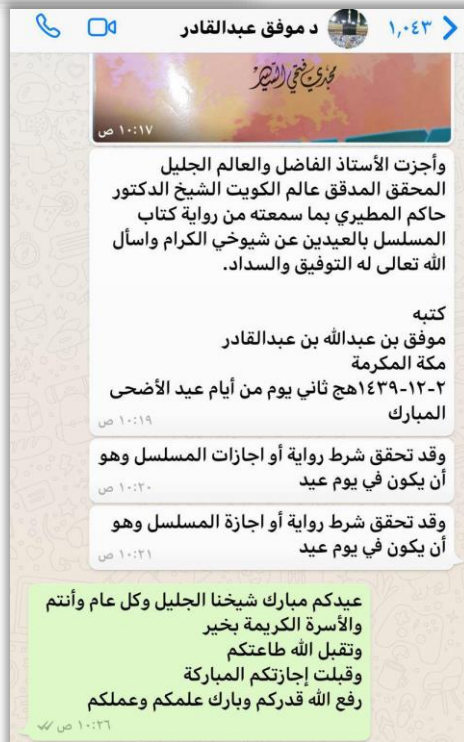 ١,٠٤٣
د موفق عبدالقادر
مجدي فتحي السيد
١٠:١٧ ص
وأجزت الأستاذ الفاضل والعالم الجليل
المحقق المدقق عالم الكويت الشيخ الدكتور
حاكم المطيري بما سمعته من رواية كتاب
المسلسل بالعيدين عن شيوخي الكرام واسأل
الله تعالى له التوفيق والسداد.
كتبه
موفق بن عبدالله بن عبدالقادر
مكة المكرمة
٢-١٢-١٤٣٩هج ثاني يوم من أيام عيد الأضحى
المبارك
١٠:١٩ ص
وقد تحقق شرط رواية أو اجازات المسلسل وهو
أن يكون في يوم عيد
١٠:٢٠ ص
وقد تحقق شرط رواية أو اجازة المسلسل وهو
أن يكون في يوم عيد
١٠:٢١ ص
عيدكم مبارك شيخنا الجليل وكل عام وأنتم
والأسرة الكريمة بخير
وتقبل الله طاعتكم
وقبلت إجازتكم المباركة
رفع الله قدركم وبارك علمكم وعملكم
١٠:٢٦ ص